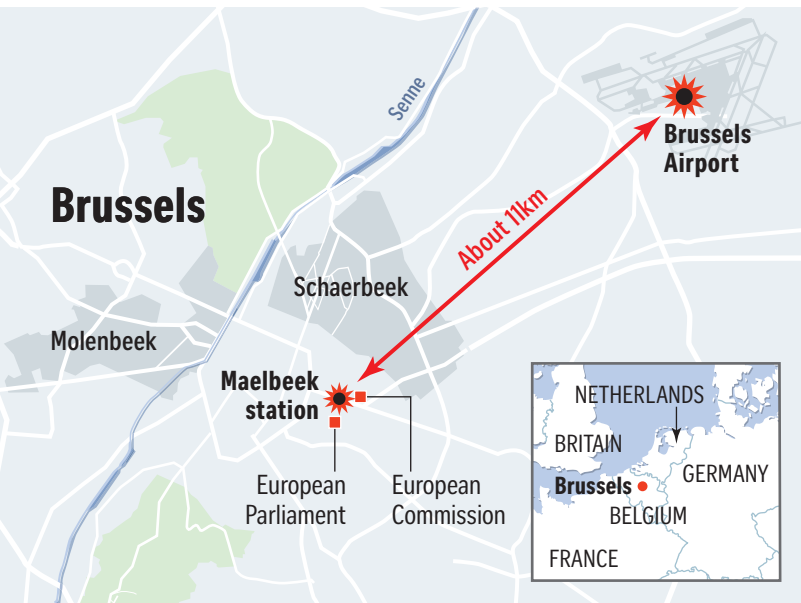 Senne
Brussels
Airport
Brussels
About 11km
Schaerbeek
Molenbeek
Maelbeek
station
European
Parliament
European
Commission
NETHERLANDS
BRITAIN
GERMANY
Brussels
BELGIUM
FRANCE